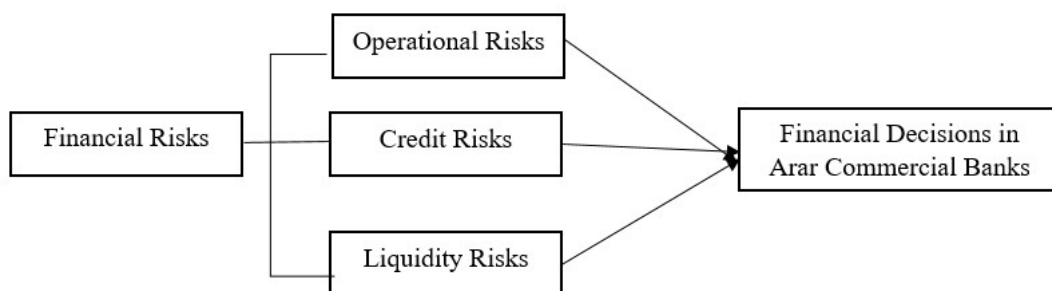 Operational Risks
Financial Risks
Credit Risks
Financial Decisions in
Arar Commercial Banks
Liquidity Risks